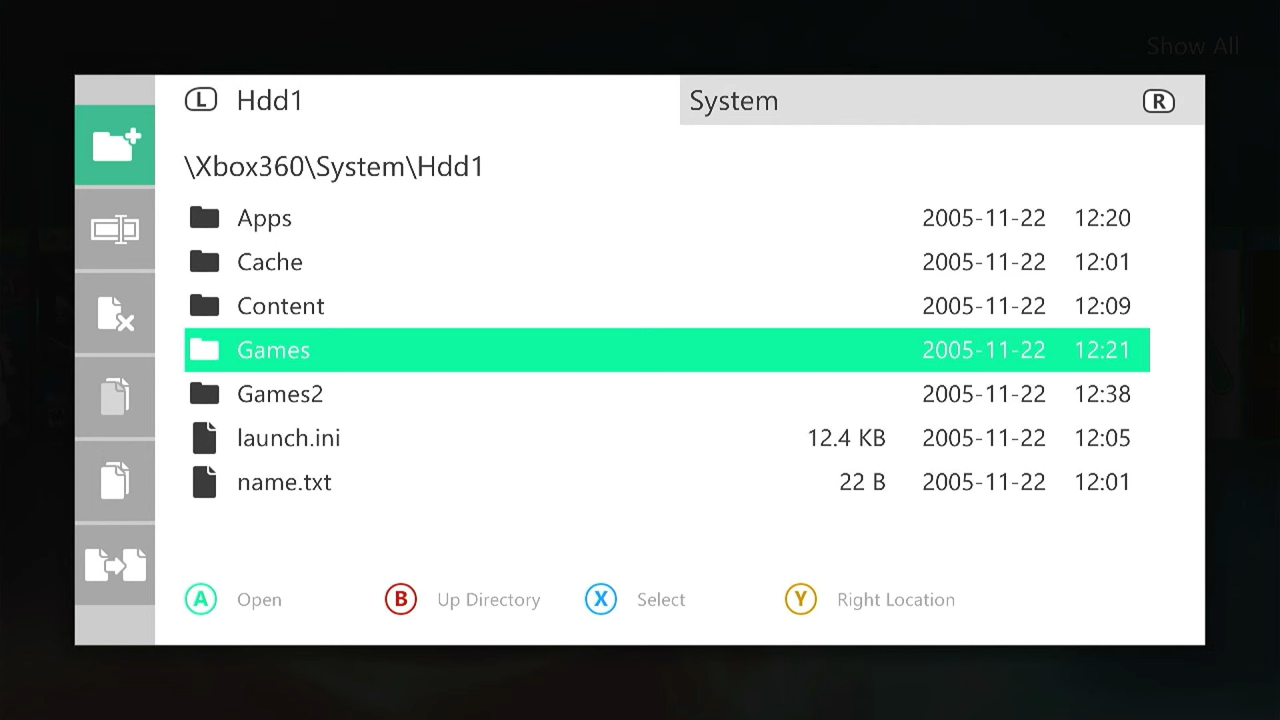 Show All
L Hdd1
System R
\Xbox360\System\Hdd1
Apps 2005-11-22 12:20
Cache 2005-11-22 12:01
Content 2005-11-22 12:09
Games 2005-11-22 12:21
Games2 2005-11-22 12:38
launch.ini 12.4 KB 2005-11-22 12:05
name.txt 22 B 2005-11-22 12:01
A Open B Up Directory X Select Y Right Location